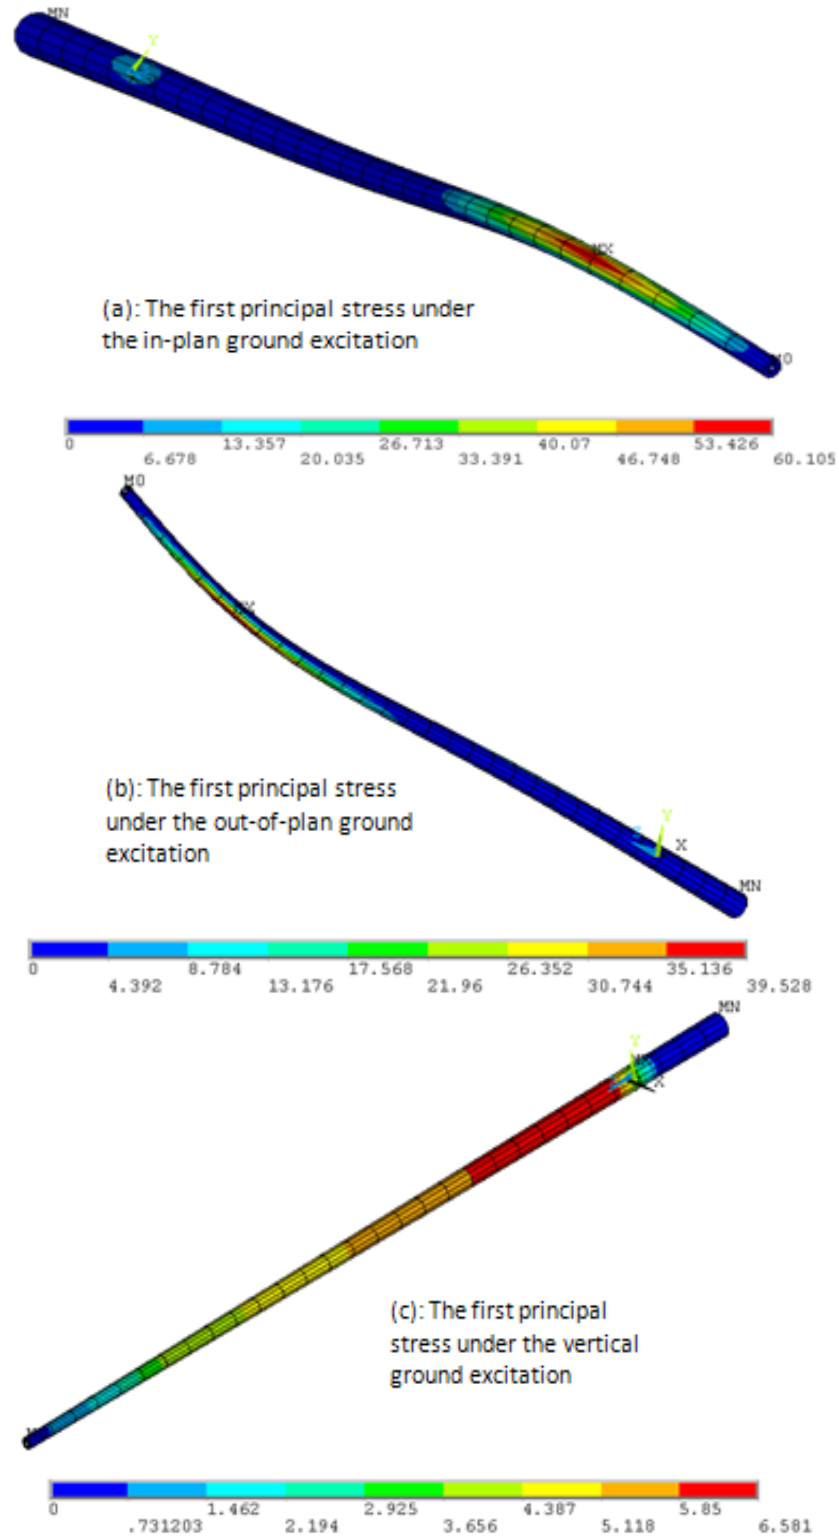 MN
Y
MX
MO
(a): The first principal stress under
the in-plan ground excitation
0 13.357 26.713 40.07 53.426
6.678 20.035 33.391 46.748 60.105
MO
(b): The first principal stress
under the out-of-plan ground
excitation
Y
X
MN
0 8.784 17.568 26.352 35.136
4.392 13.176 21.96 30.744 39.528
MN
Y
X
(c): The first principal
stress under the vertical
ground excitation
0 1.462 2.925 4.387 5.85
.731203 2.194 3.656 5.118 6.581